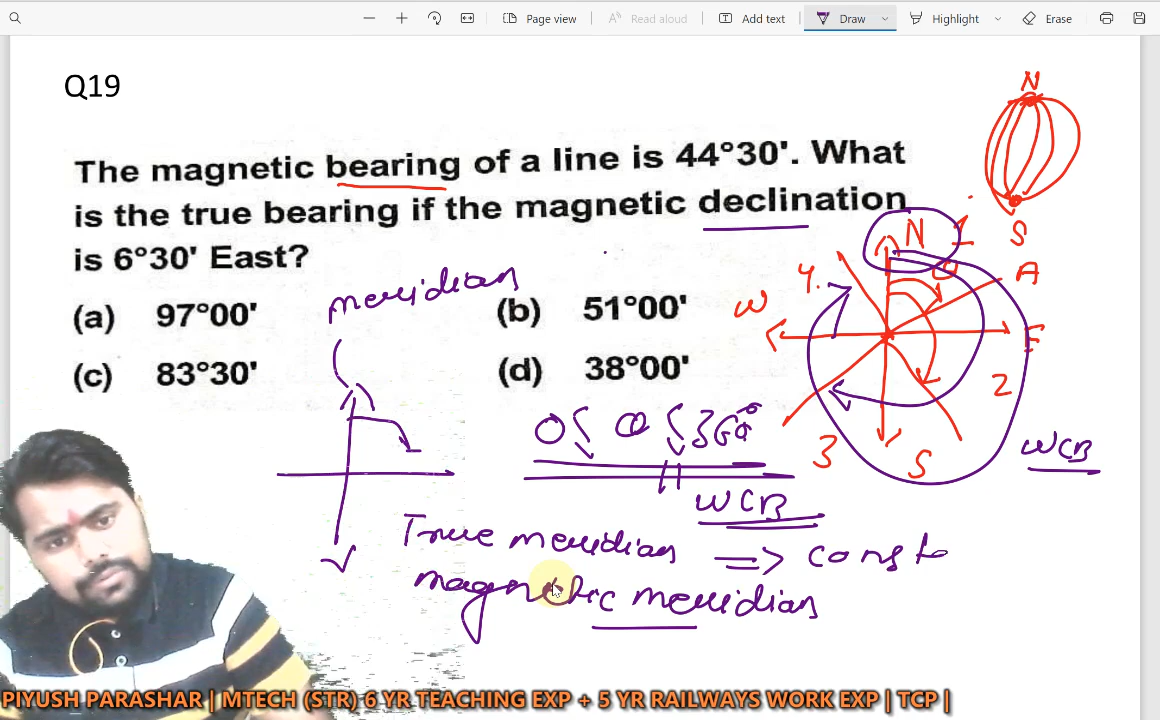 Page view
Read aloud
Add text
Draw
Highlight
Erase
Q19
The magnetic bearing of a line is 44°30'. What
is the true bearing if the magnetic declination
is 6°30' East?
(a) 97°00'
(b) 51°00'
(c) 83°30'
(d) 38°00'
meridian
N
S
N
1
A
4.
W
E
2
3
S
WCB
0 ≤ θ ≤ 360°
WCB
True meridian => const
magnetic meridian
PIYUSH PARASHAR | MTECH (STR) 6 YR TEACHING EXP + 5 YR RAILWAYS WORK EXP | TCP |